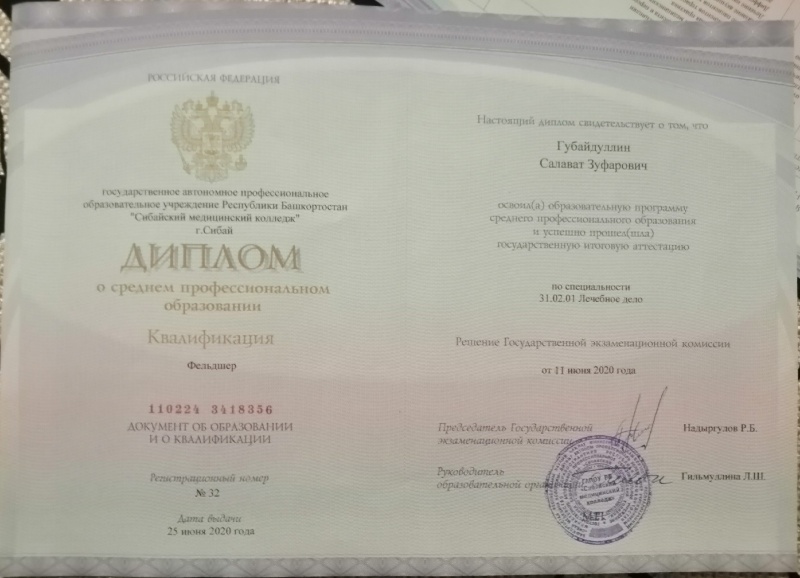 РОССИЙСКАЯ ФЕДЕРАЦИЯ
государственное автономное профессиональное
образовательное учреждение Республики Башкортостан
"Сибайский медицинский колледж"
г.Сибай
ДИПЛОМ
о среднем профессиональном
образовании
Квалификация
Фельдшер
110224 3418356
ДОКУМЕНТ ОБ ОБРАЗОВАНИИ
И О КВАЛИФИКАЦИИ
Регистрационный номер
№ 32
Дата выдачи
25 июня 2020 года
Настоящий диплом свидетельствует о том, что
Губайдуллин
Салават Зуфарович
освоил(а) образовательную программу
среднего профессионального образования
и успешно прошел(шла)
государственную итоговую аттестацию
по специальности
31.02.01 Лечебное дело
Решение Государственной экзаменационной комиссии
от 11 июня 2020 года
Председатель Государственной
экзаменационной комиссии
Надыргулов Р.Б.
Руководитель
образовательной организации
Гильмуллина Л.Ш.
М.П.